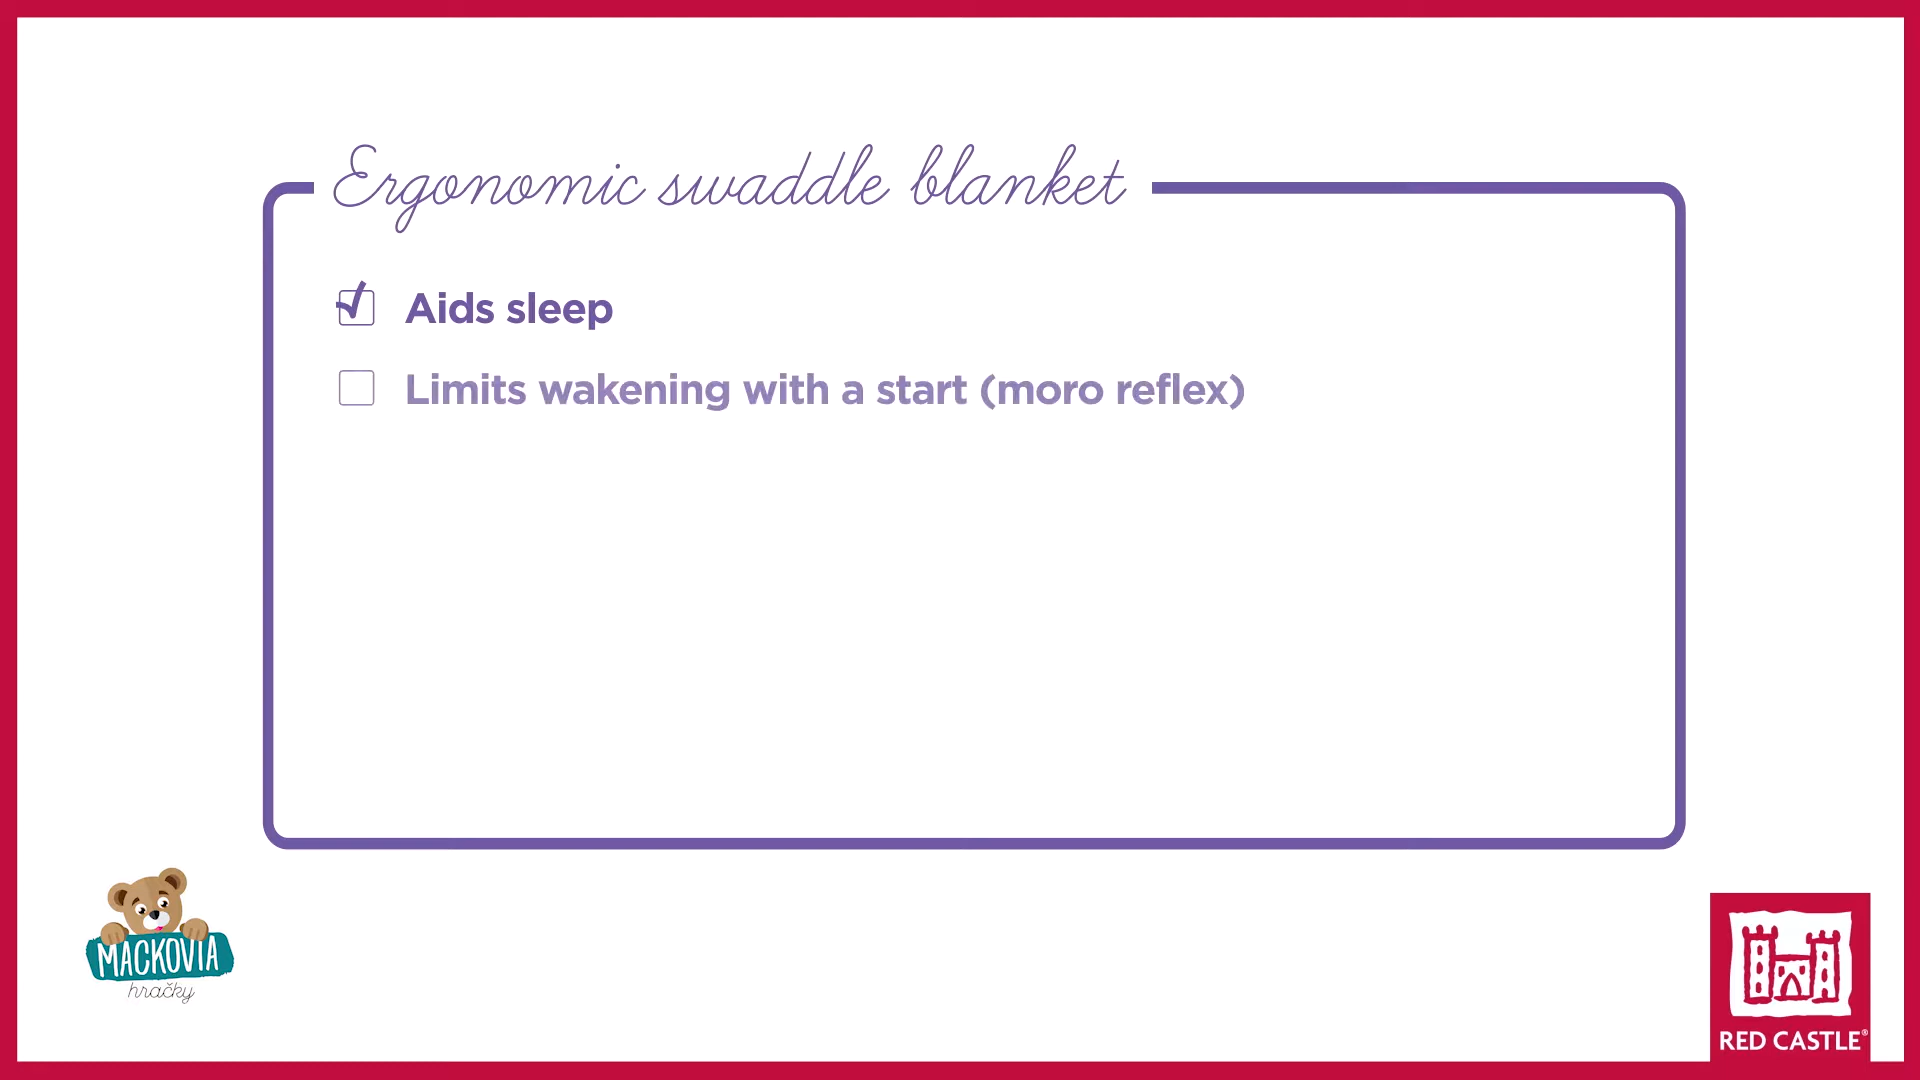 Ergonomic swaddle blanket
Aids sleep
Limits wakening with a start (moro reflex)
MACKOVIA
hračky
RED CASTLE®